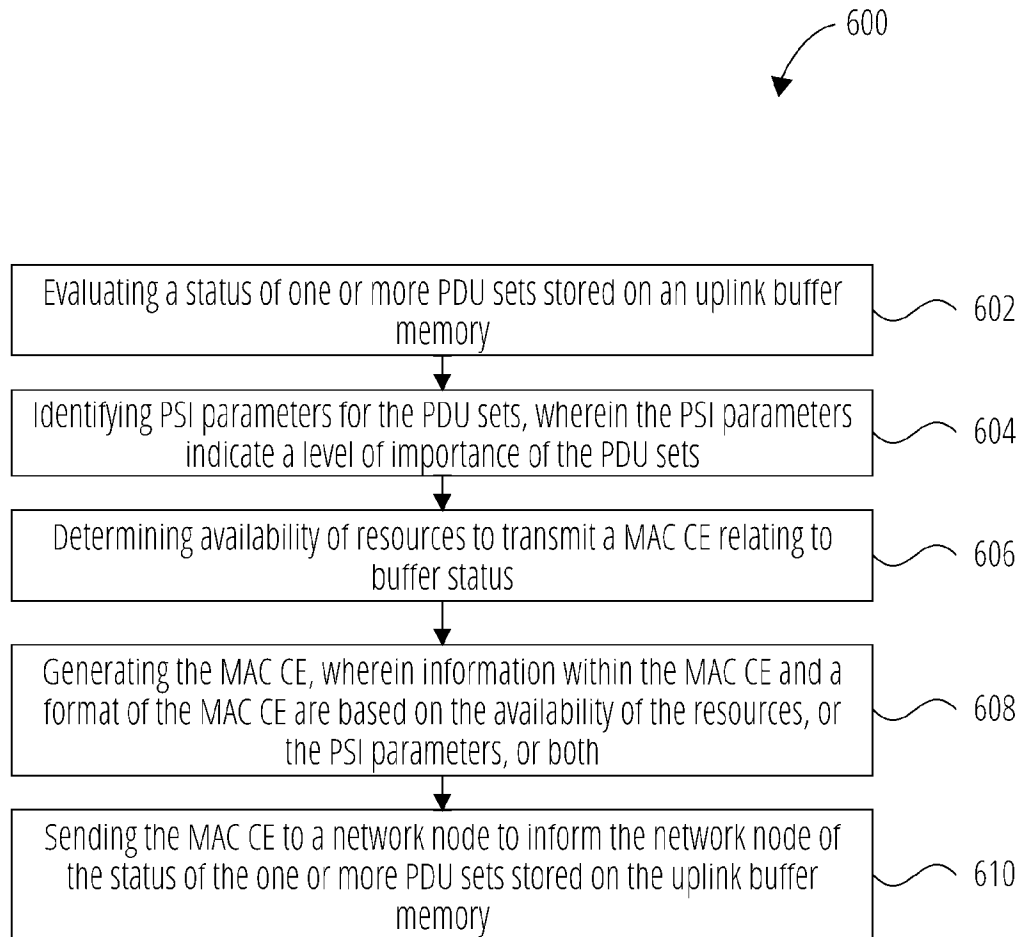 600
Evaluating a status of one or more PDU sets stored on an uplink buffer
memory
602
Identifying PSI parameters for the PDU sets, wherein the PSI parameters
indicate a level of importance of the PDU sets
604
Determining availability of resources to transmit a MAC CE relating to
buffer status
606
Generating the MAC CE, wherein information within the MAC CE and a
format of the MAC CE are based on the availability of the resources, or
the PSI parameters, or both
608
Sending the MAC CE to a network node to inform the network node of
the status of the one or more PDU sets stored on the uplink buffer
memory
610